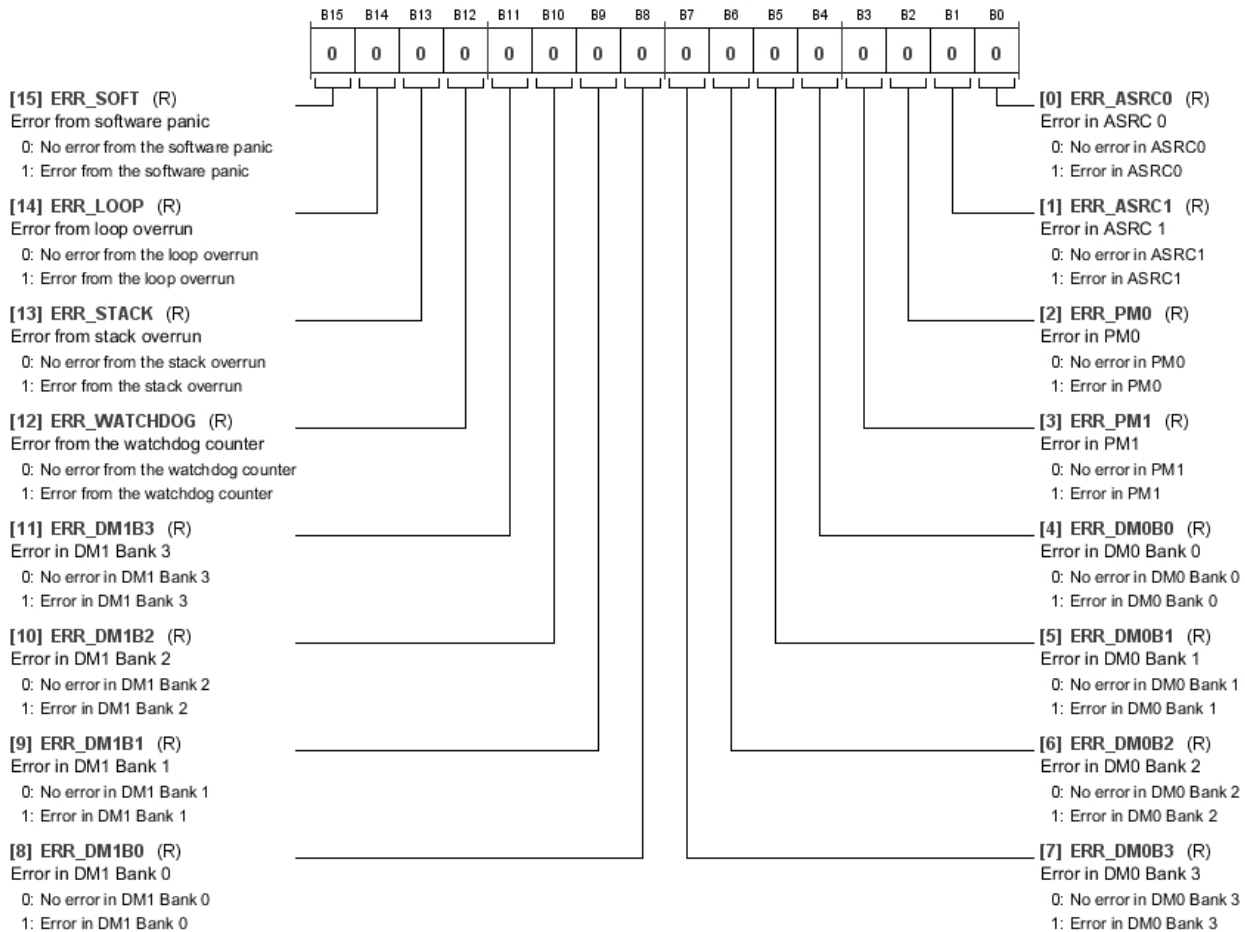 B15 B14 B13 B12 B11 B10 B9 B8 B7 B6 B5 B4 B3 B2 B1 B0
0 0 0 0 0 0 0 0 0 0 0 0 0 0 0 0
[15] ERR_SOFT (R)
Error from software panic
0: No error from the software panic
1: Error from the software panic
[14] ERR_LOOP (R)
Error from loop overrun
0: No error from the loop overrun
1: Error from the loop overrun
[13] ERR_STACK (R)
Error from stack overrun
0: No error from the stack overrun
1: Error from the stack overrun
[12] ERR_WATCHDOG (R)
Error from the watchdog counter
0: No error from the watchdog counter
1: Error from the watchdog counter
[11] ERR_DM1B3 (R)
Error in DM1 Bank 3
0: No error in DM1 Bank 3
1: Error in DM1 Bank 3
[10] ERR_DM1B2 (R)
Error in DM1 Bank 2
0: No error in DM1 Bank 2
1: Error in DM1 Bank 2
[9] ERR_DM1B1 (R)
Error in DM1 Bank 1
0: No error in DM1 Bank 1
1: Error in DM1 Bank 1
[8] ERR_DM1B0 (R)
Error in DM1 Bank 0
0: No error in DM1 Bank 0
1: Error in DM1 Bank 0
[0] ERR_ASRC0 (R)
Error in ASRC 0
0: No error in ASRC0
1: Error in ASRC0
[1] ERR_ASRC1 (R)
Error in ASRC 1
0: No error in ASRC1
1: Error in ASRC1
[2] ERR_PM0 (R)
Error in PM0
0: No error in PM0
1: Error in PM0
[3] ERR_PM1 (R)
Error in PM1
0: No error in PM1
1: Error in PM1
[4] ERR_DM0B0 (R)
Error in DM0 Bank 0
0: No error in DM0 Bank 0
1: Error in DM0 Bank 0
[5] ERR_DM0B1 (R)
Error in DM0 Bank 1
0: No error in DM0 Bank 1
1: Error in DM0 Bank 1
[6] ERR_DM0B2 (R)
Error in DM0 Bank 2
0: No error in DM0 Bank 2
1: Error in DM0 Bank 2
[7] ERR_DM0B3 (R)
Error in DM0 Bank 3
0: No error in DM0 Bank 3
1: Error in DM0 Bank 3